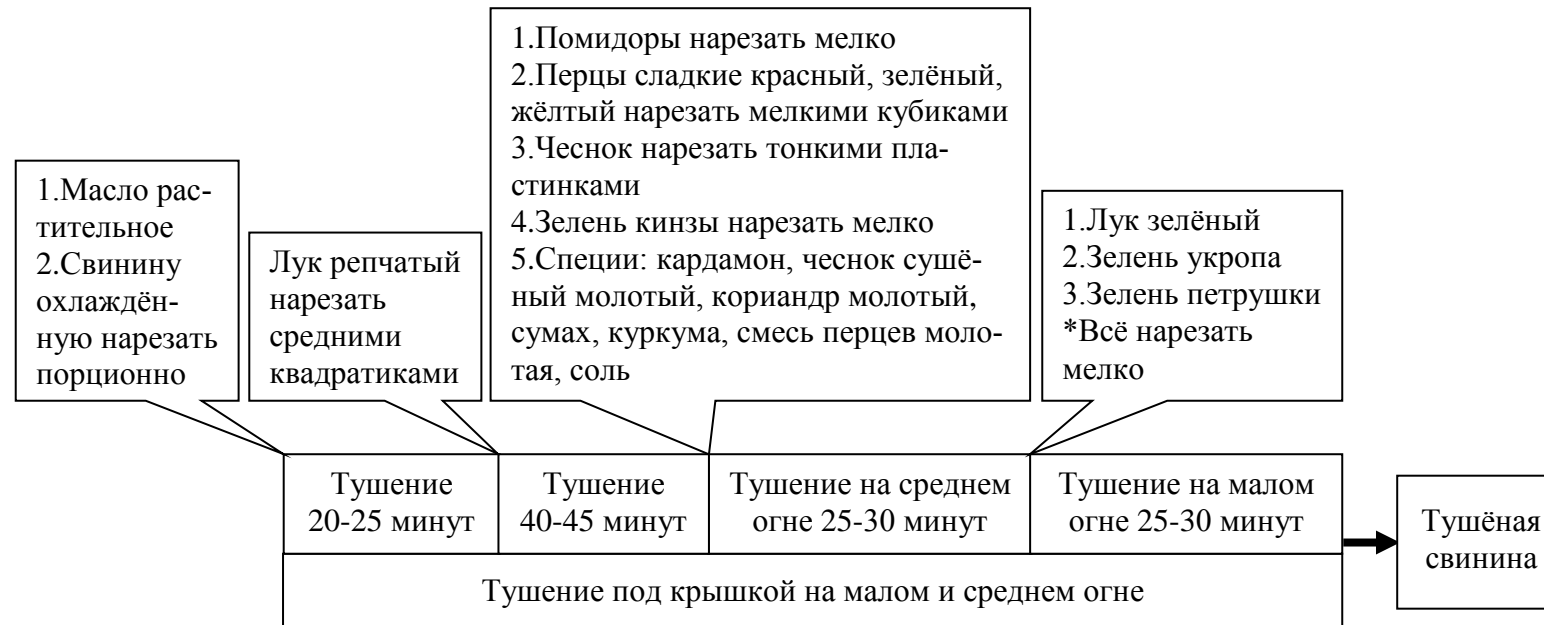 1.Масло рас-
тительное
2.Свинину
охлаждён-
ную нарезать
порционно
Лук репчатый
нарезать
средними
квадратиками
1.Помидоры нарезать мелко
2.Перцы сладкие красный, зелёный,
жёлтый нарезать мелкими кубиками
3.Чеснок нарезать тонкими пла-
стинками
4.Зелень кинзы нарезать мелко
5.Специи: кардамон, чеснок сушё-
ный молотый, кориандр молотый,
сумах, куркума, смесь перцев моло-
тая, соль
1.Лук зелёный
2.Зелень укропа
3.Зелень петрушки
*Всё нарезать
мелко
Тушение
20-25 минут
Тушение
40-45 минут
Тушение на среднем
огне 25-30 минут
Тушение на малом
огне 25-30 минут
Тушение под крышкой на малом и среднем огне
Тушёная
свинина